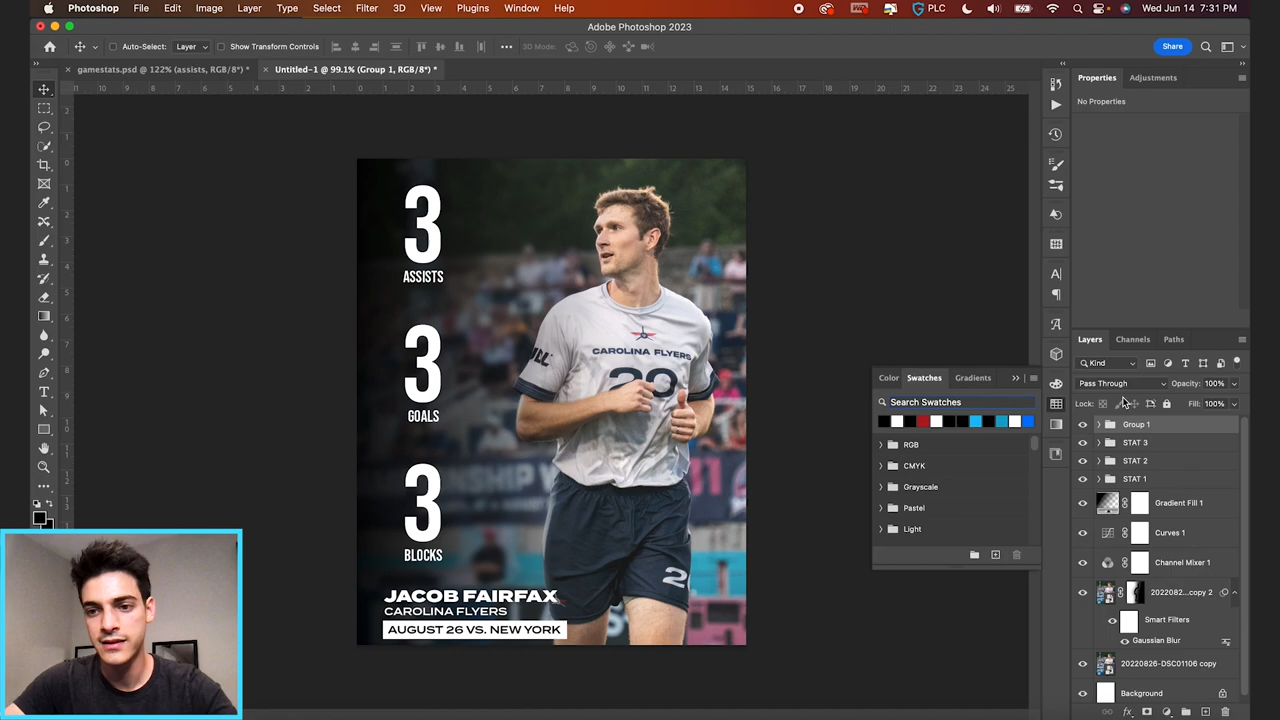 Photoshop File Edit Image Layer Type Select Filter 3D View Plugins Window Help PLC Wed Jun 14 7:31 PM
Adobe Photoshop 2023
Auto-Select: Layer Show Transform Controls 3D Mode: Share
gamestats.psd @ 122% (assists, RGB/8*) * Untitled-1 @ 99.1% (Group 1, RGB/8*) *
Properties Adjustments
No Properties
3
ASSISTS
3
GOALS
3
BLOCKS
CAROLINA FLYERS
20
2
JACOB FAIRFAX
CAROLINA FLYERS
AUGUST 26 VS. NEW YORK
Color Swatches Gradients
Search Swatches
RGB
CMYK
Grayscale
Pastel
Light
Layers Channels Paths
Kind
Pass Through Opacity: 100%
Lock: Fill: 100%
Group 1
STAT 3
STAT 2
STAT 1
Gradient Fill 1
Curves 1
Channel Mixer 1
2022082...copy 2
Smart Filters
Gaussian Blur
20220826-DSC01106 copy
Background